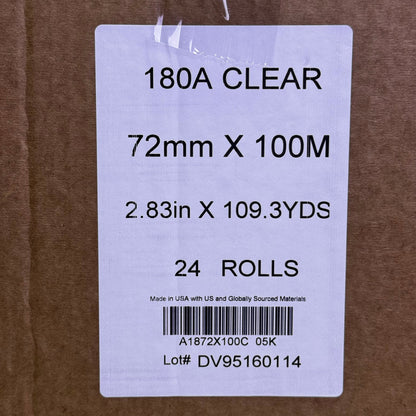 180A CLEAR
72mm X 100M
2.83in X 109.3YDS
24 ROLLS
Made in USA with US and Globally Sourced Materials
A1872X100C 05K
Lot# DV95160114